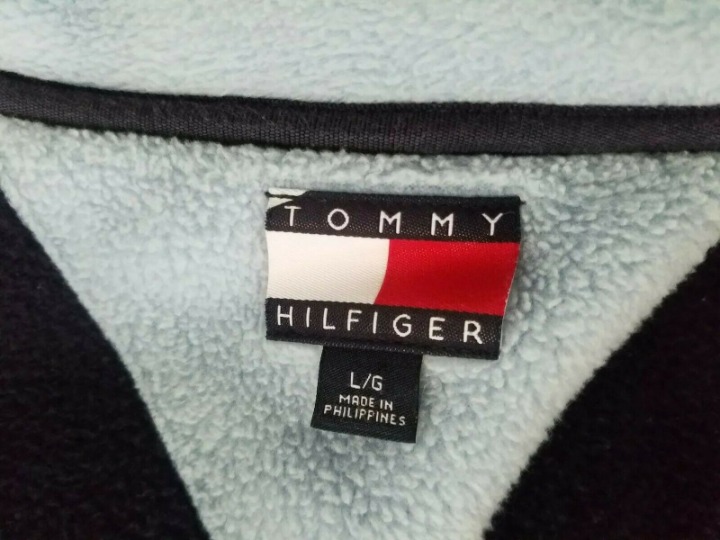 TOMMY
HILFIGER
L/G
MADE IN
PHILIPPINES